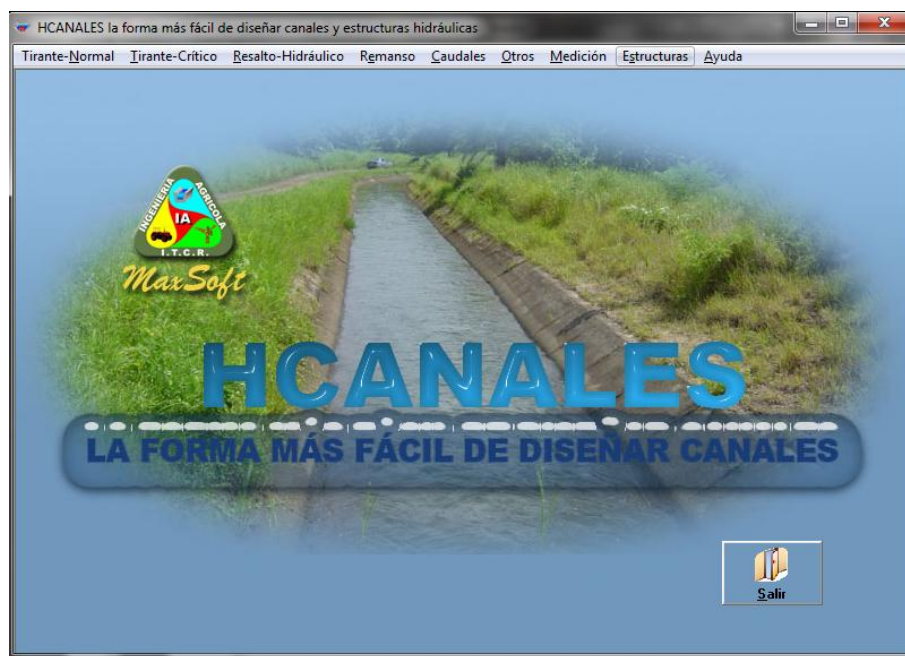 HCANALES la forma más fácil de diseñar canales y estructuras hidráulicas
Tirante-Normal Tirante-Crítico Resalto-Hidráulico Remanso Caudales Otros Medición Estructuras Ayuda
INGENIERIA AGRICOLA
IA
I.T.C.R.
MaxSoft
HCANALES
LA FORMA MÁS FÁCIL DE DISEÑAR CANALES
Salir